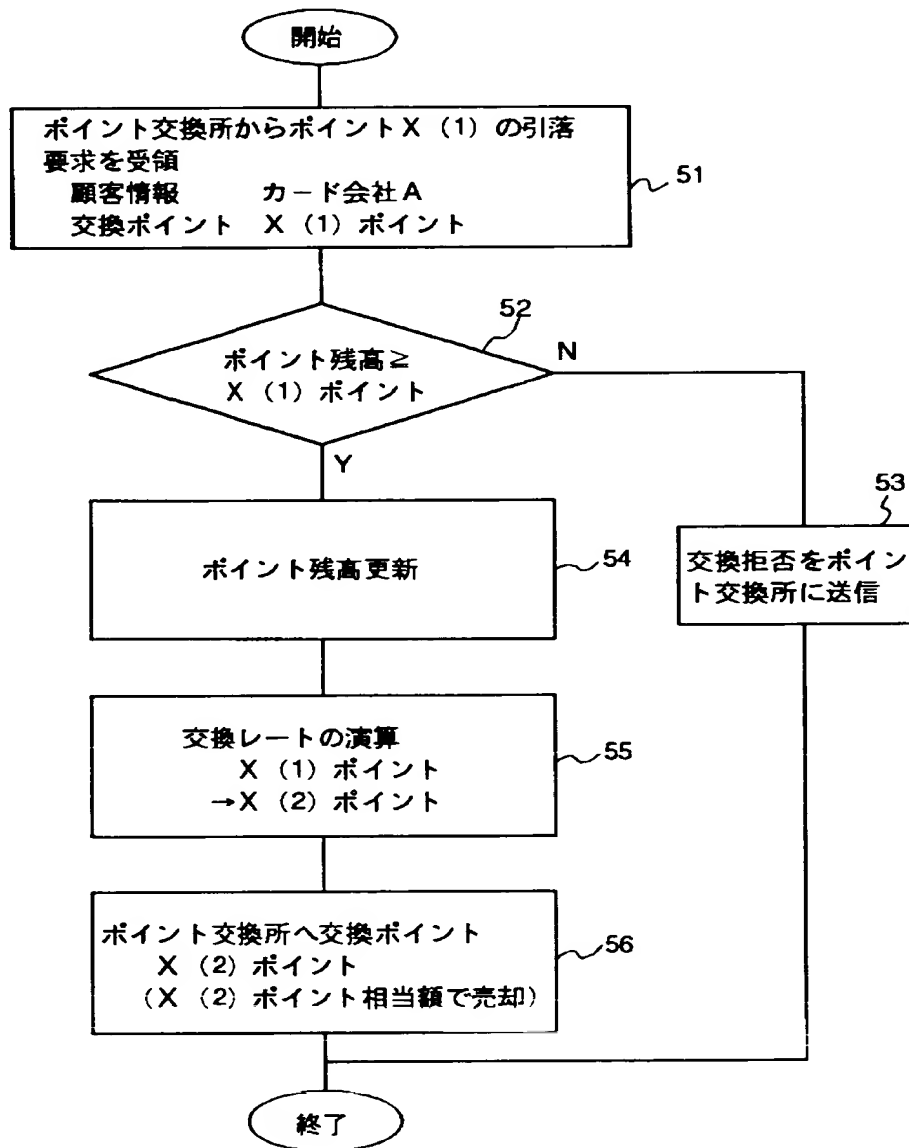 開始
ポイント交換所からポイントX(1)の引落
要求を受領
顧客情報 カード会社A
交換ポイント X(1)ポイント
51
52
ポイント残高≧
X(1)ポイント
N
Y
53
交換拒否をポイン
ト交換所に送信
ポイント残高更新
54
交換レートの演算
X(1)ポイント
→X(2)ポイント
55
ポイント交換所へ交換ポイント
X(2)ポイント
(X(2)ポイント相当額で売却)
56
終了